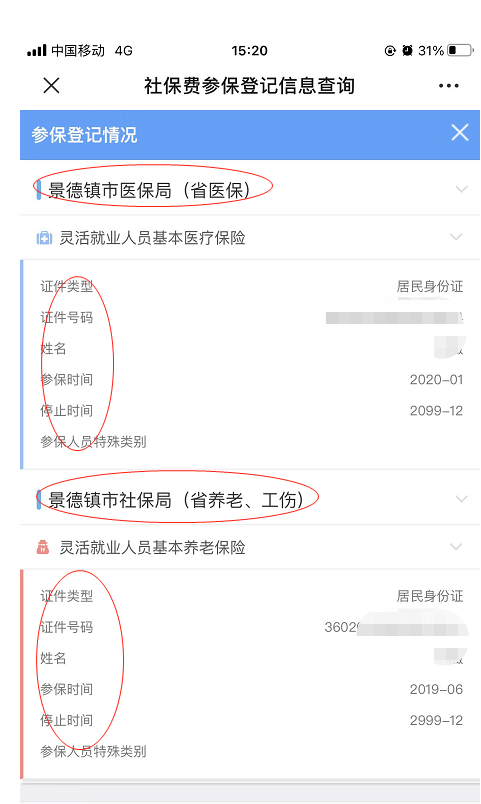 中国移动 4G 15:20 31%
社保费参保登记信息查询
参保登记情况
景德镇市医保局（省医保）
灵活就业人员基本医疗保险
证件类型 居民身份证
证件号码
姓名
参保时间 2020-01
停止时间 2099-12
参保人员特殊类别
景德镇市社保局（省养老、工伤）
灵活就业人员基本养老保险
证件类型 居民身份证
证件号码 3602
姓名
参保时间 2019-06
停止时间 2999-12
参保人员特殊类别